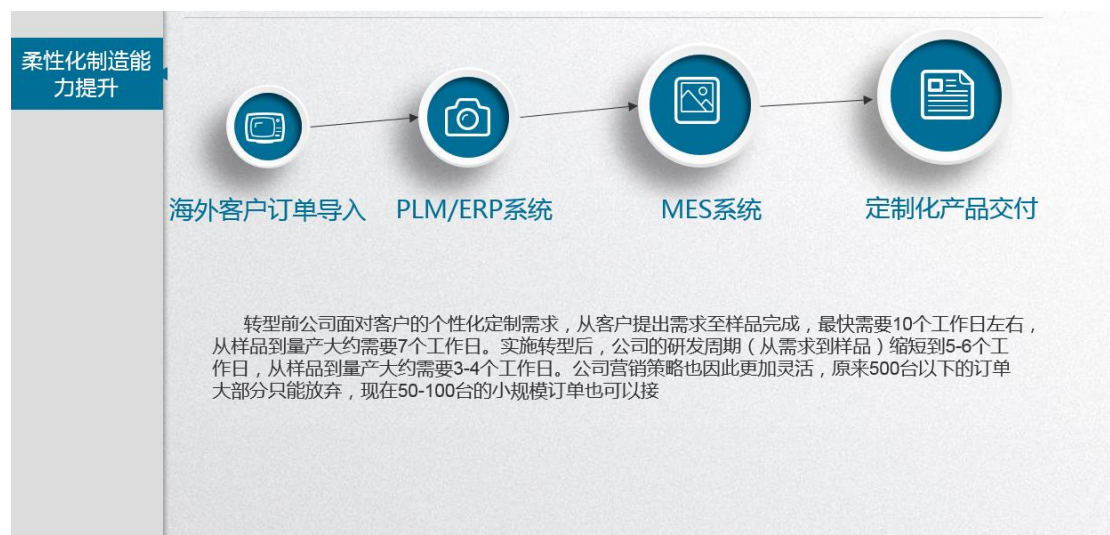 柔性化制造能
力提升
海外客户订单导入
PLM/ERP系统
MES系统
定制化产品交付
转型前公司面对客户的个性化定制需求，从客户提出需求至样品完成，最快需要10个工作日左右，
从样品到量产大约需要7个工作日。实施转型后，公司的研发周期（从需求到样品）缩短到5-6个工
作日，从样品到量产大约需要3-4个工作日。公司营销策略也因此更加灵活，原来500台以下的订单
大部分只能放弃，现在50-100台的小规模订单也可以接